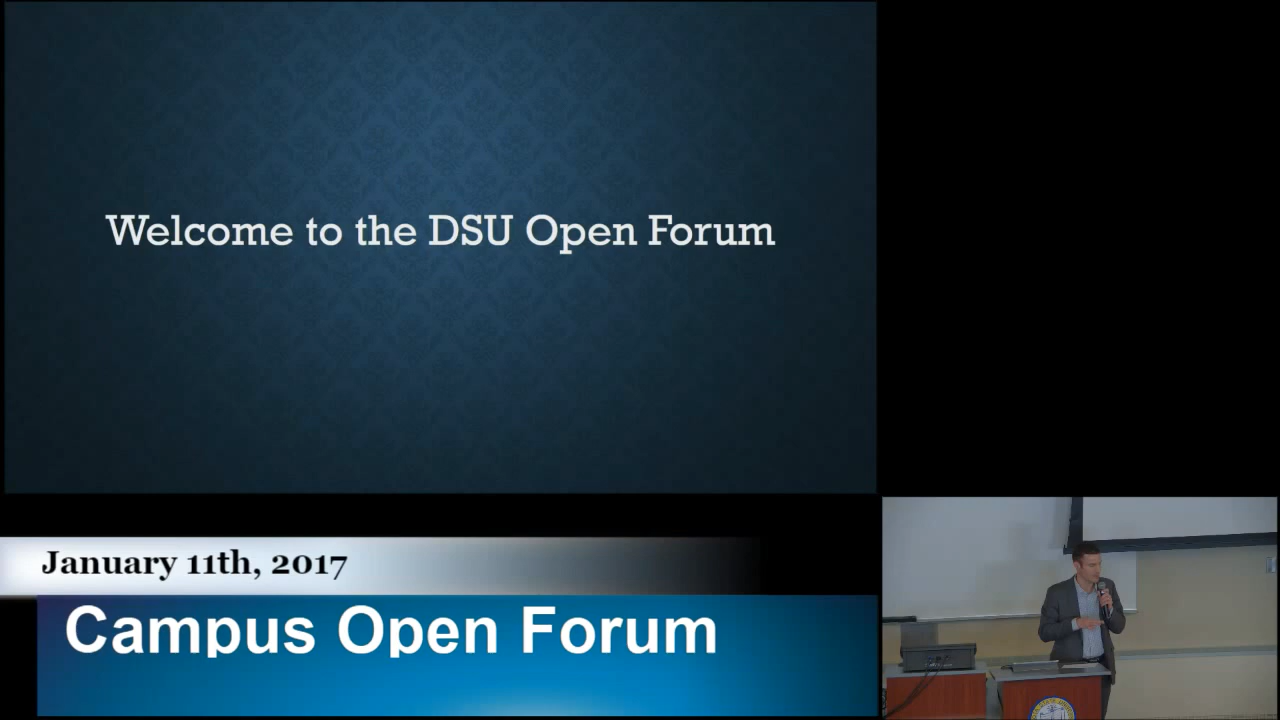 Welcome to the DSU Open Forum
January 11th, 2017
Campus Open Forum